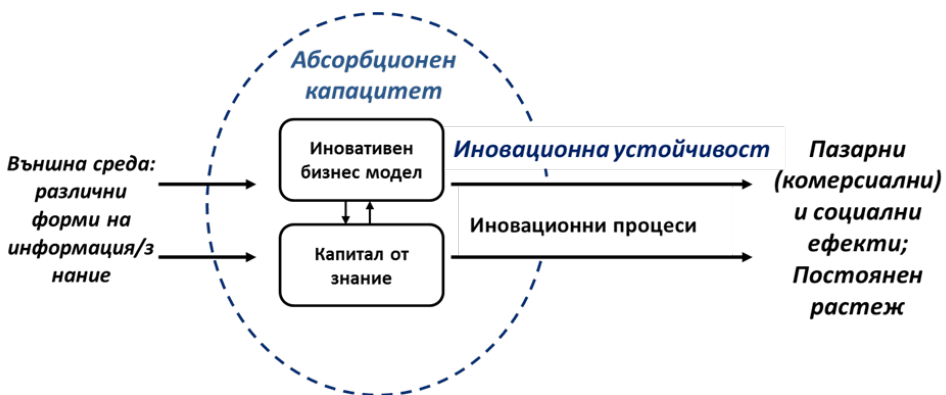 Абсорбционен
капацитет
Външна среда:
различни
форми на
информация/з
нание
Иновативен
бизнес модел
Капитал от
знание
Иновационна устойчивост
Иновационни процеси
Пазарни
(комерсиални)
и социални
ефекти;
Постоянен
растеж